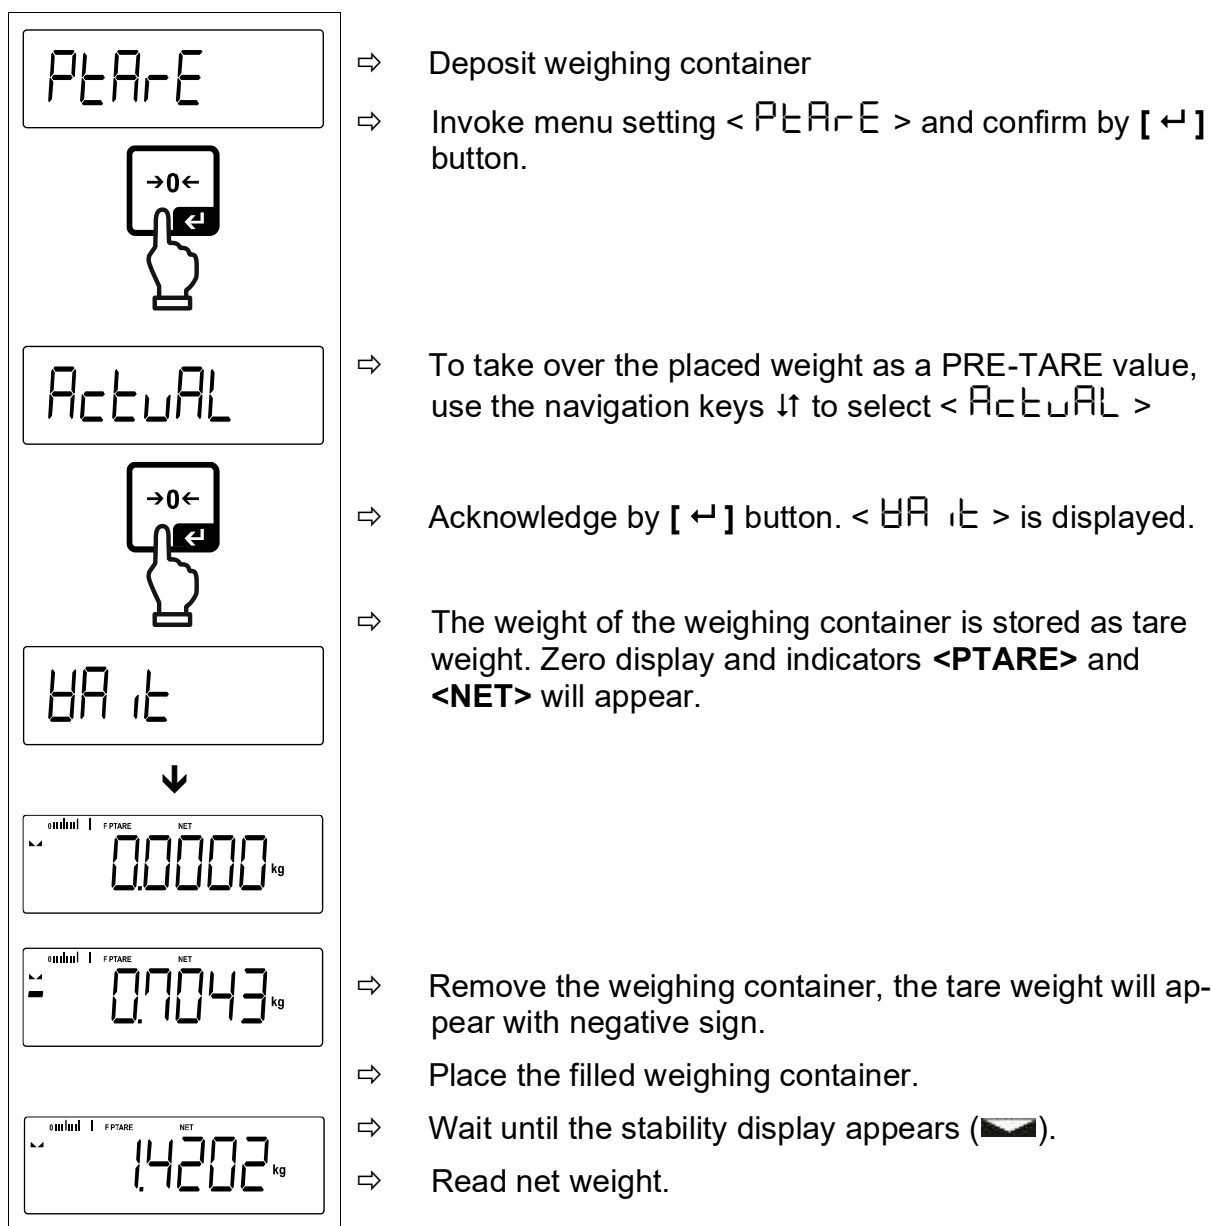 PtArE
⇨ Deposit weighing container
⇨ Invoke menu setting < PtArE > and confirm by [ ↵ ]
button.
→0←
↵
ActuAL
⇨ To take over the placed weight as a PRE-TARE value,
use the navigation keys ↓↑ to select < ActuAL >
→0←
↵
⇨ Acknowledge by [ ↵ ] button. < WAit > is displayed.
⇨ The weight of the weighing container is stored as tare
weight. Zero display and indicators <PTARE> and
<NET> will appear.
WAit
🡻
0 F PTARE NET
0.0000 kg
0 F PTARE NET
-0.7043 kg
⇨ Remove the weighing container, the tare weight will ap-
pear with negative sign.
⇨ Place the filled weighing container.
0 F PTARE NET
1.4202 kg
⇨ Wait until the stability display appears ( ).
⇨ Read net weight.